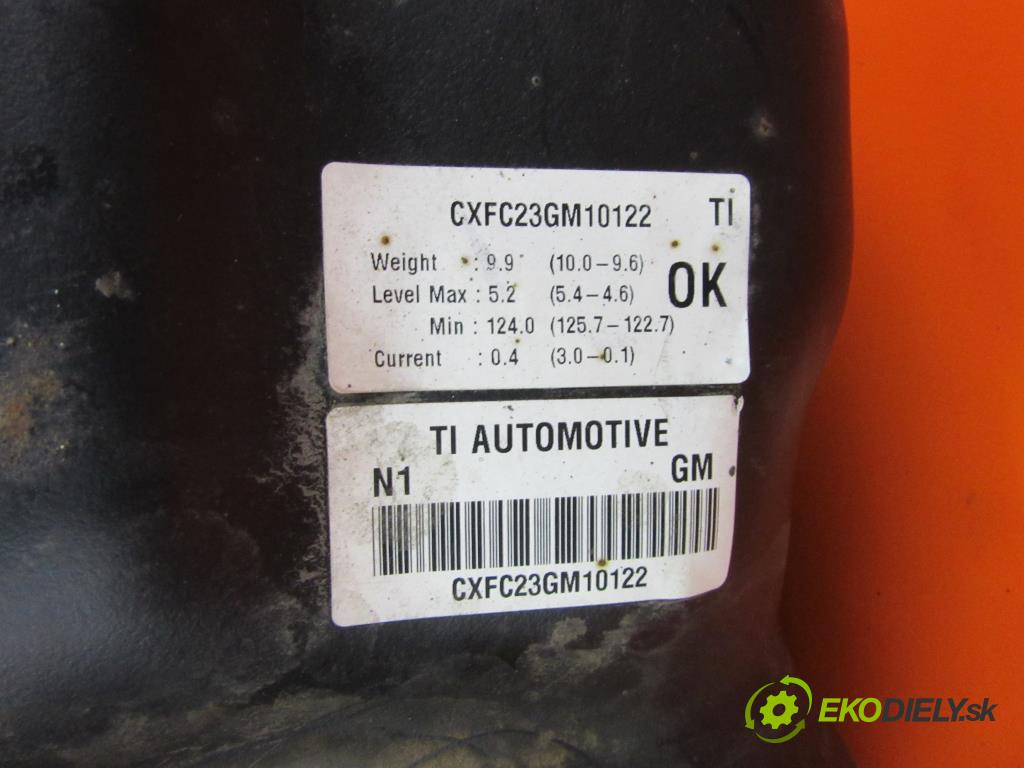 CXFC23GM10122 TI
Weight : 9.9 (10.0-9.6)
OK
Level Max : 5.2 (5.4-4.6)
Min : 124.0 (125.7-122.7)
Current : 0.4 (3.0-0.1)
TI AUTOMOTIVE
N1 GM
CXFC23GM10122
EKODIELY.sk